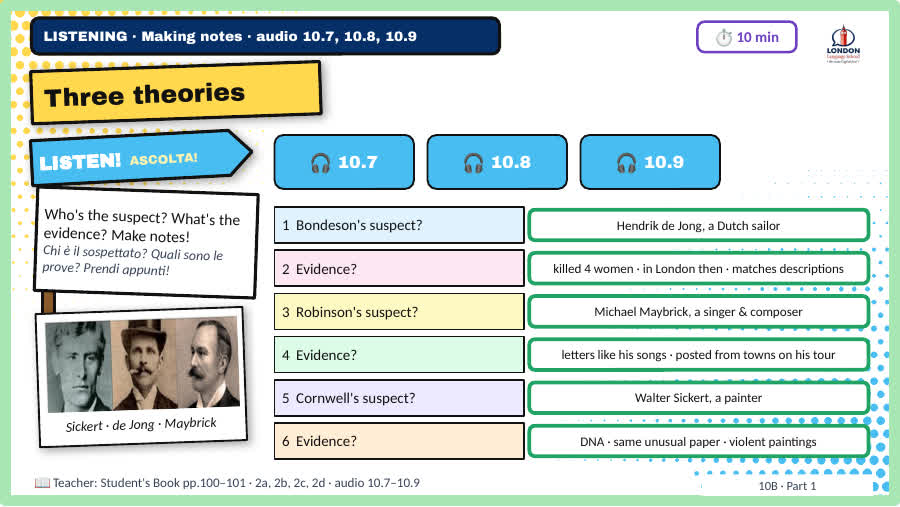 LISTENING · Making notes · audio 10.7, 10.8, 10.9
⏱️ 10 min
LONDON
Language School
Three theories
LISTEN! ASCOLTA!
🎧 10.7
🎧 10.8
🎧 10.9
Who's the suspect? What's the
evidence? Make notes!
Chi è il sospettato? Quali sono le
prove? Prendi appunti!
Sickert · de Jong · Maybrick
1 Bondeson's suspect?
Hendrik de Jong, a Dutch sailor
2 Evidence?
killed 4 women · in London then · matches descriptions
3 Robinson's suspect?
Michael Maybrick, a singer & composer
4 Evidence?
letters like his songs · posted from towns on his tour
5 Cornwell's suspect?
Walter Sickert, a painter
6 Evidence?
DNA · same unusual paper · violent paintings
📖 Teacher: Student's Book pp.100–101 · 2a, 2b, 2c, 2d · audio 10.7–10.9
10B · Part 1